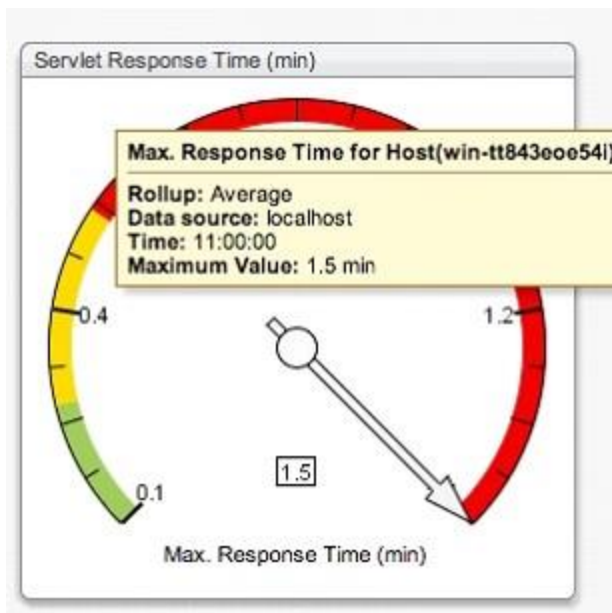 Servlet Response Time (min)
Max. Response Time for Host(win-tt843eoe54i)
Rollup: Average
Data source: localhost
Time: 11:00:00
Maximum Value: 1.5 min
0.4
1.2
0.1
1.5
Max. Response Time (min)